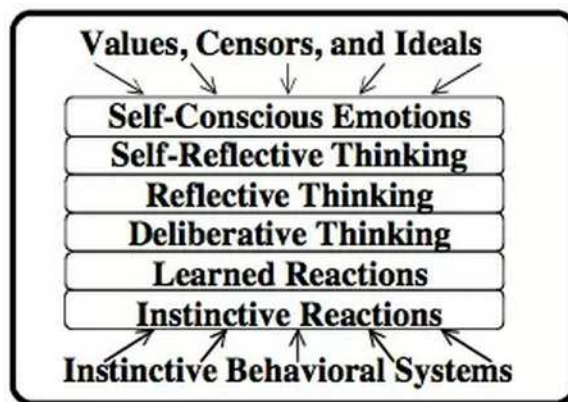 Values, Censors, and Ideals
Self-Conscious Emotions
Self-Reflective Thinking
Reflective Thinking
Deliberative Thinking
Learned Reactions
Instinctive Reactions
Instinctive Behavioral Systems